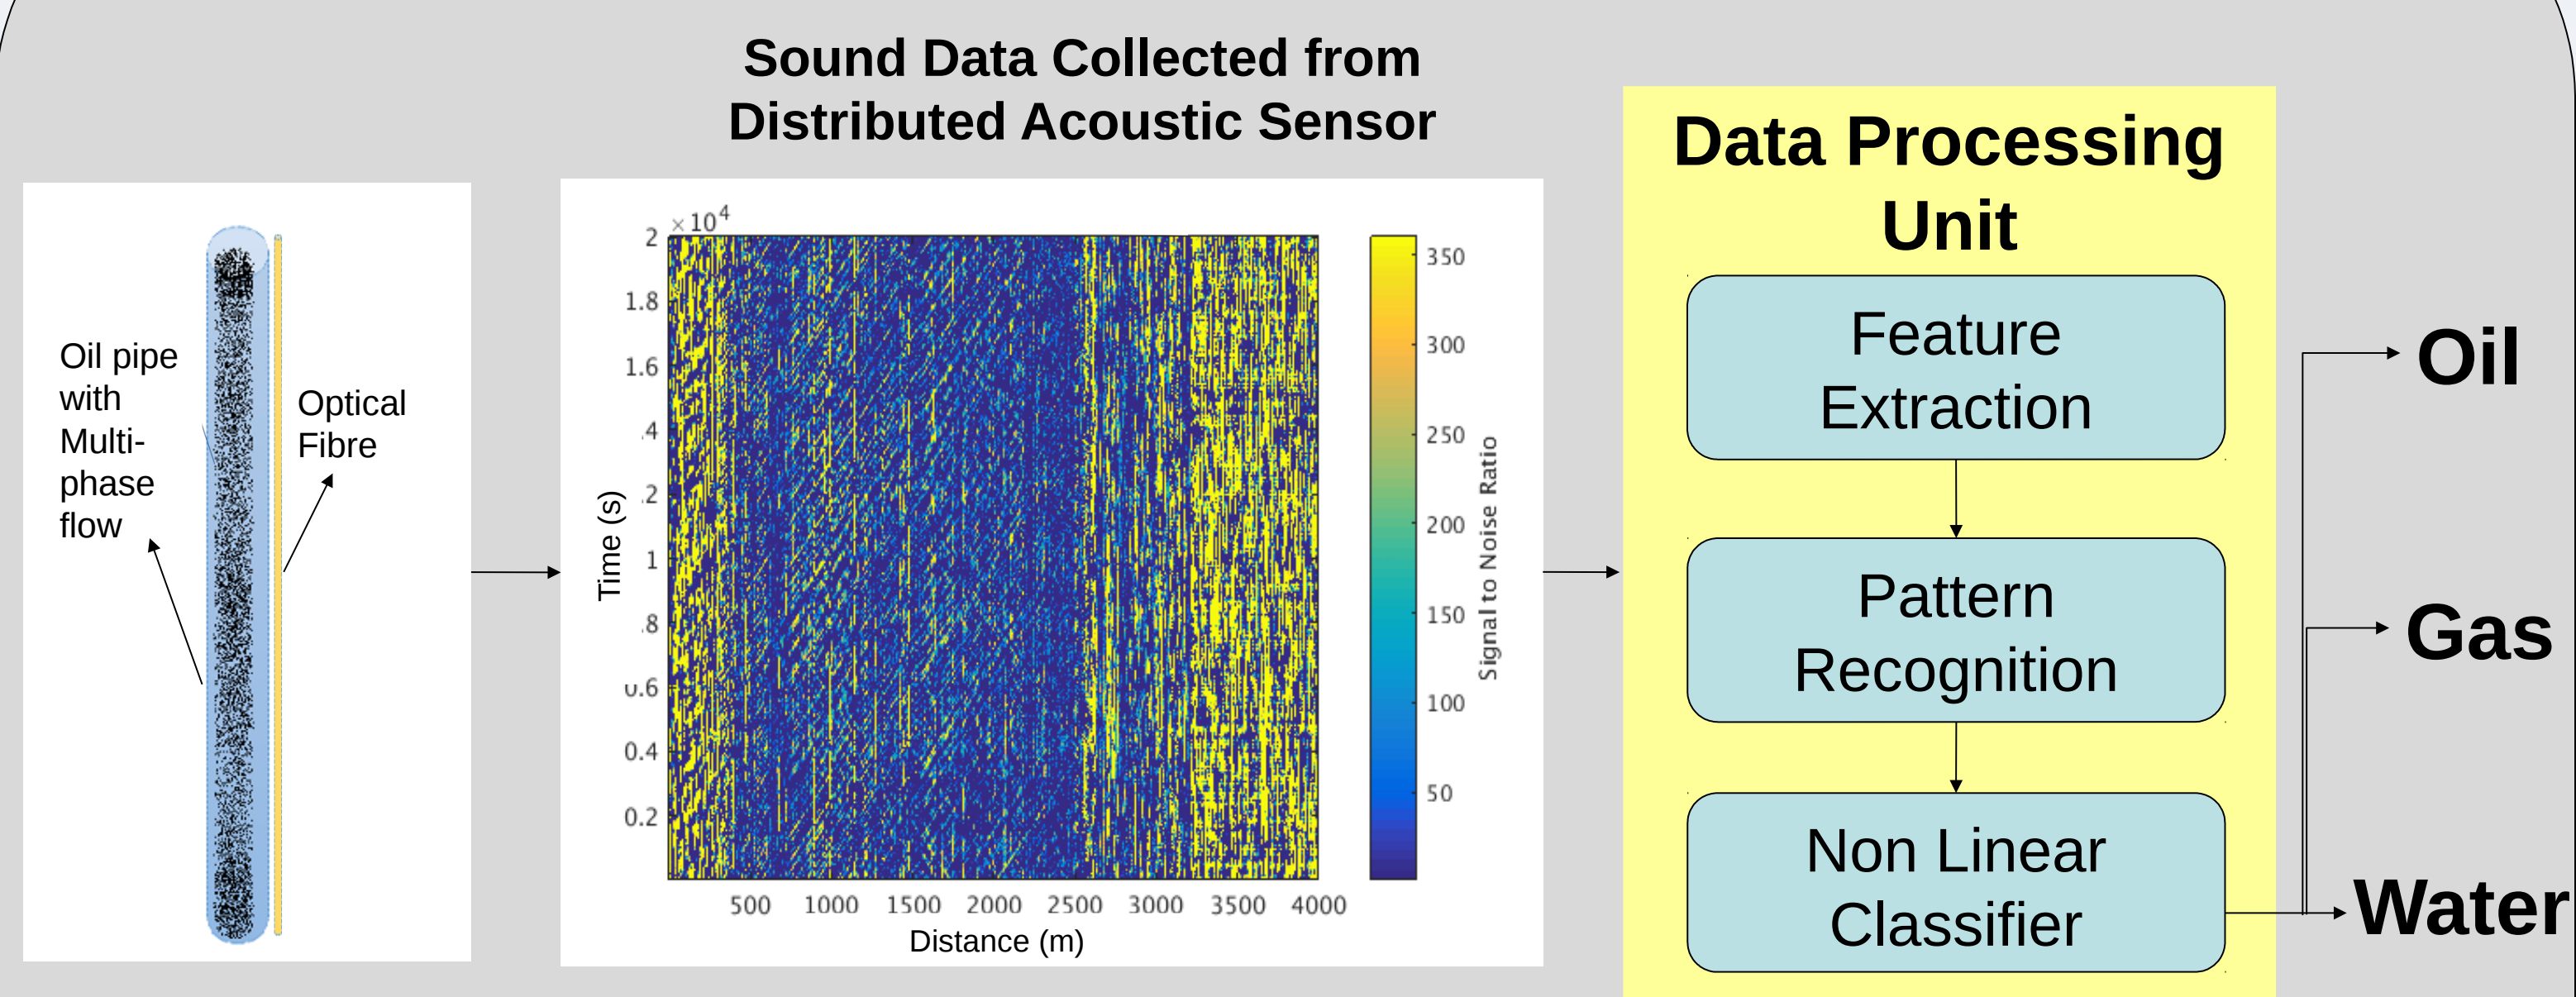 Sound Data Collected from
Distributed Acoustic Sensor
Oil pipe
with
Multi-
phase
flow
Optical
Fibre
×10⁴
2
1.8
1.6
.4
.2
1
.8
0.6
0.4
0.2
Time (s)
500 1000 1500 2000 2500 3000 3500 4000
Distance (m)
350
300
250
200
150
100
50
Signal to Noise Ratio
Data Processing
Unit
Feature
Extraction
Pattern
Recognition
Non Linear
Classifier
Oil
Gas
Water